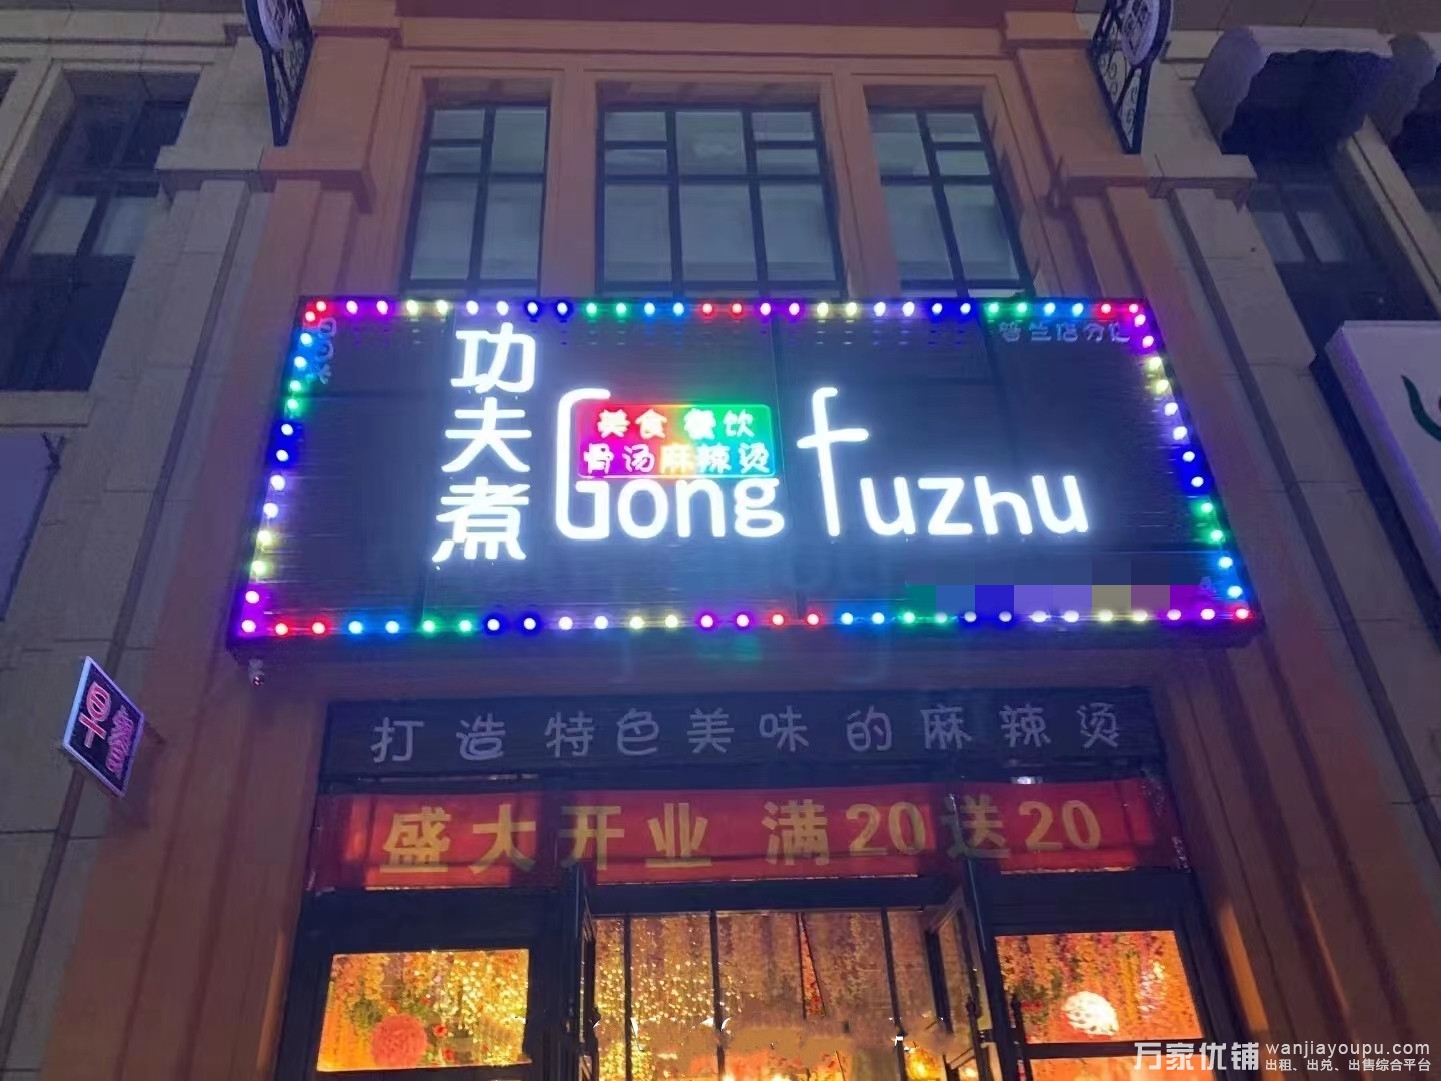 功夫煮
Gong fuzhu
美食 餐饮
骨汤麻辣烫
打造特色美味的麻辣烫
盛大开业 满20送20
早餐
万家优铺 wanjiayoupu.com
出租、出兑、出售综合平台